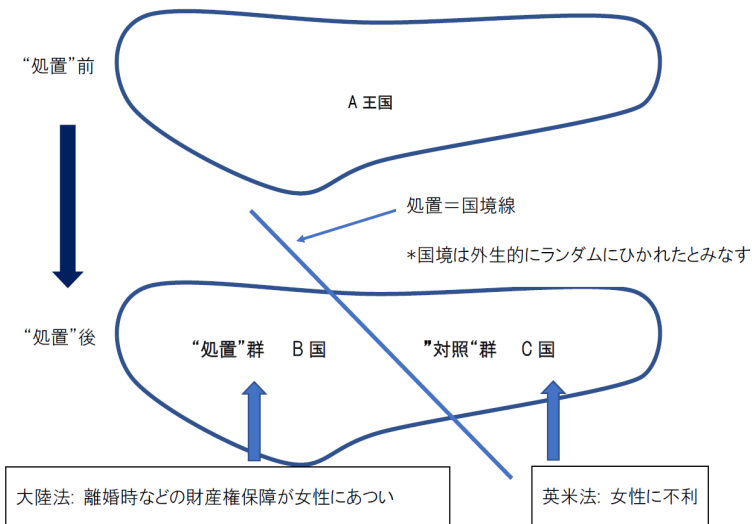 “処置”前
A 王国
処置＝国境線
*国境は外生的にランダムにひかれたとみなす
“処置”後
“処置”群 B 国
”対照“群 C 国
大陸法: 離婚時などの財産権保障が女性にあつい
英米法: 女性に不利